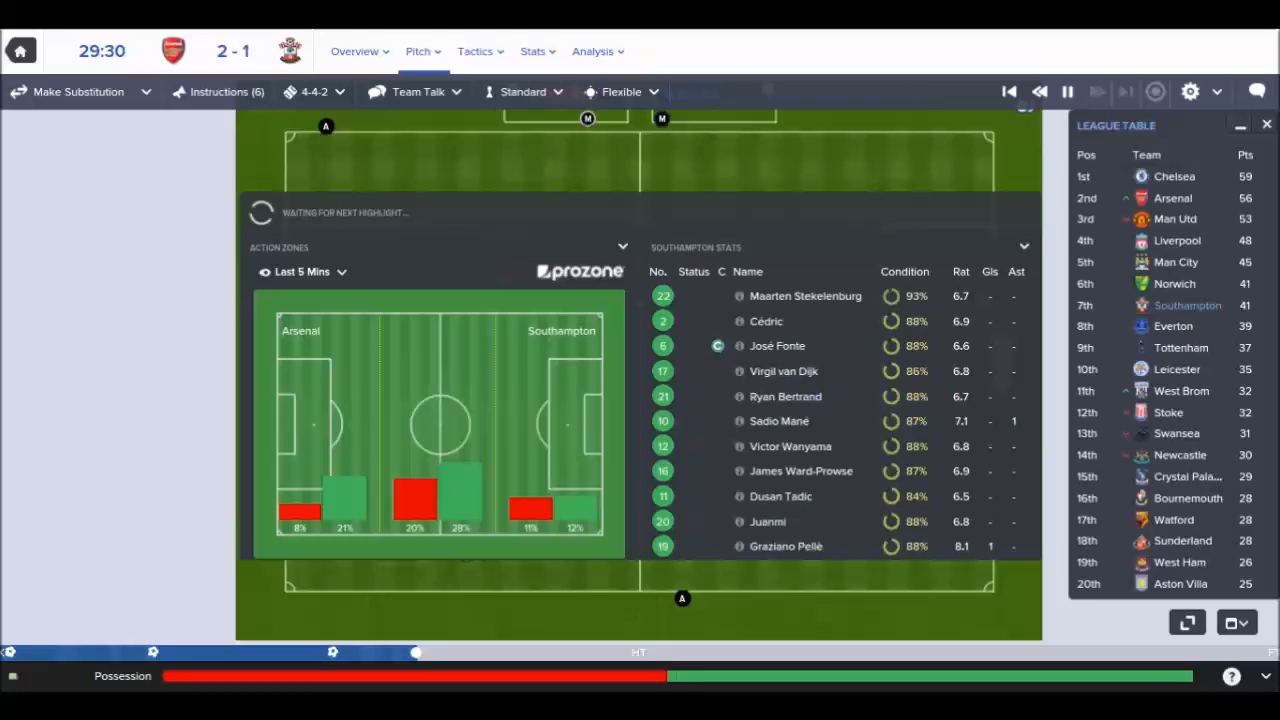 29:30 2 - 1 Overview Pitch Tactics Stats Analysis
Make Substitution Instructions (6) 4-4-2 Team Talk Standard Flexible
A M M
WAITING FOR NEXT HIGHLIGHT...
ACTION ZONES
Last 5 Mins prozone
Arsenal Southampton
8% 21% 20% 28% 11% 12%
SOUTHAMPTON STATS
No. Status C Name Condition Rat Gls Ast
22 Maarten Stekelenburg 93% 6.7 - -
2 Cédric 88% 6.9 - -
6 C José Fonte 88% 6.6 - -
17 Virgil van Dijk 86% 6.8 - -
21 Ryan Bertrand 88% 6.7 - -
10 Sadio Mané 87% 7.1 - 1
12 Victor Wanyama 88% 6.8 - -
16 James Ward-Prowse 87% 6.9 - -
11 Dusan Tadic 84% 6.5 - -
20 Juanmi 88% 6.8 - -
19 Graziano Pellè 88% 8.1 1 -
A
LEAGUE TABLE
Pos Team Pts
1st Chelsea 59
2nd Arsenal 56
3rd Man Utd 53
4th Liverpool 48
5th Man City 45
6th Norwich 41
7th Southampton 41
8th Everton 39
9th Tottenham 37
10th Leicester 35
11th West Brom 32
12th Stoke 32
13th Swansea 31
14th Newcastle 30
15th Crystal Pala... 29
16th Bournemouth 28
17th Watford 28
18th Sunderland 28
19th West Ham 26
20th Aston Villa 25
HT
Possession ?